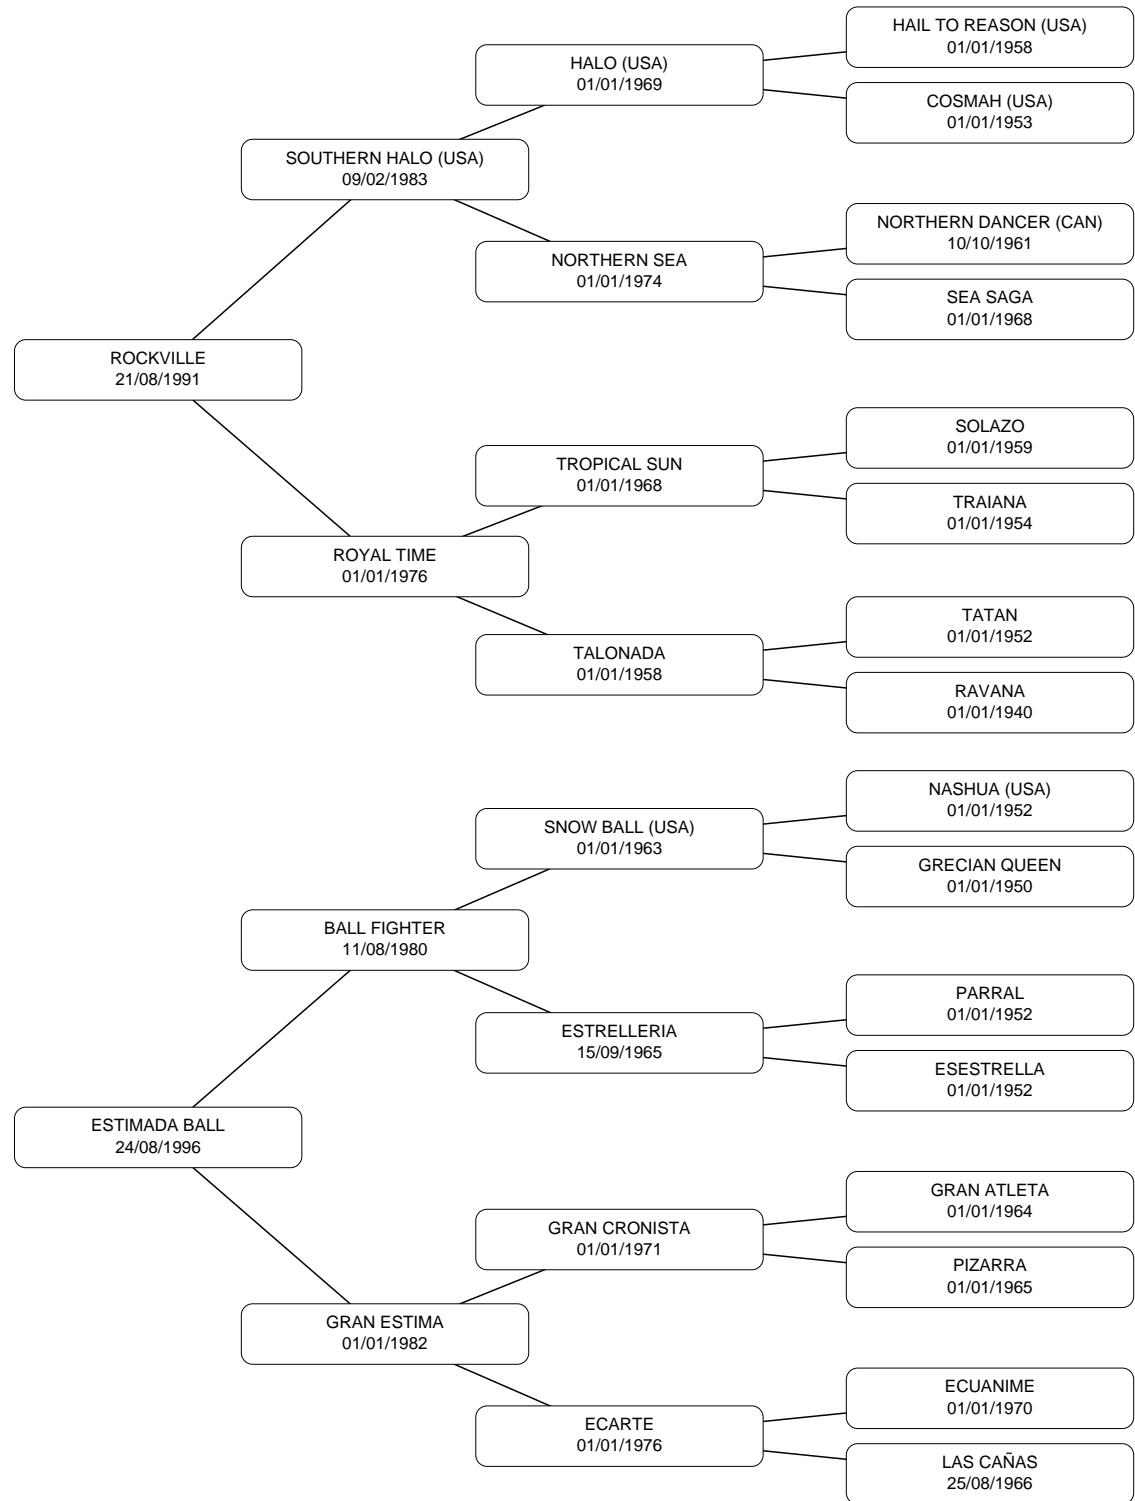 HAIL TO REASON (USA)
01/01/1958
HALO (USA)
01/01/1969
COSMAH (USA)
01/01/1953
SOUTHERN HALO (USA)
09/02/1983
NORTHERN DANCER (CAN)
10/10/1961
NORTHERN SEA
01/01/1974
SEA SAGA
01/01/1968
ROCKVILLE
21/08/1991
SOLAZO
01/01/1959
TROPICAL SUN
01/01/1968
TRAIANA
01/01/1954
ROYAL TIME
01/01/1976
TATAN
01/01/1952
TALONADA
01/01/1958
RAVANA
01/01/1940
NASHUA (USA)
01/01/1952
SNOW BALL (USA)
01/01/1963
GRECIAN QUEEN
01/01/1950
BALL FIGHTER
11/08/1980
PARRAL
01/01/1952
ESTRELLERIA
15/09/1965
ESESTRELLA
01/01/1952
ESTIMADA BALL
24/08/1996
GRAN ATLETA
01/01/1964
GRAN CRONISTA
01/01/1971
PIZARRA
01/01/1965
GRAN ESTIMA
01/01/1982
ECUANIME
01/01/1970
ECARTE
01/01/1976
LAS CAÑAS
25/08/1966